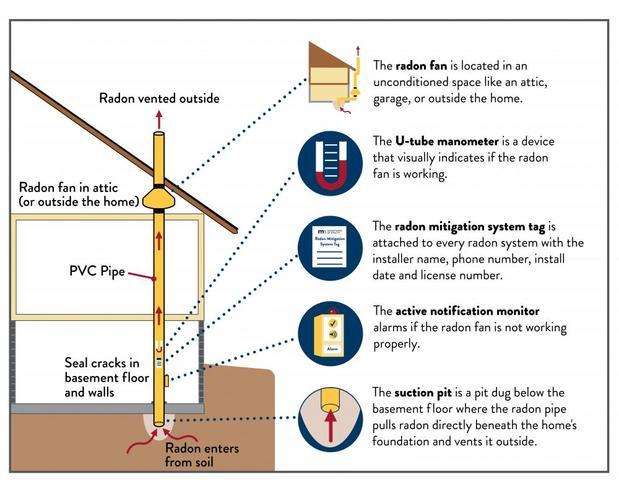 Radon vented outside
Radon fan in attic
(or outside the home)
PVC Pipe
Seal cracks in
basement floor
and walls
Radon enters
from soil
The radon fan is located in an
unconditioned space like an attic,
garage, or outside the home.
The U-tube manometer is a device
that visually indicates if the radon
fan is working.
Radon Mitigation
System Tag
The radon mitigation system tag is
attached to every radon system with the
installer name, phone number, install
date and license number.
Alarm
The active notification monitor
alarms if the radon fan is not working
properly.
The suction pit is a pit dug below the
basement floor where the radon pipe
pulls radon directly beneath the home's
foundation and vents it outside.